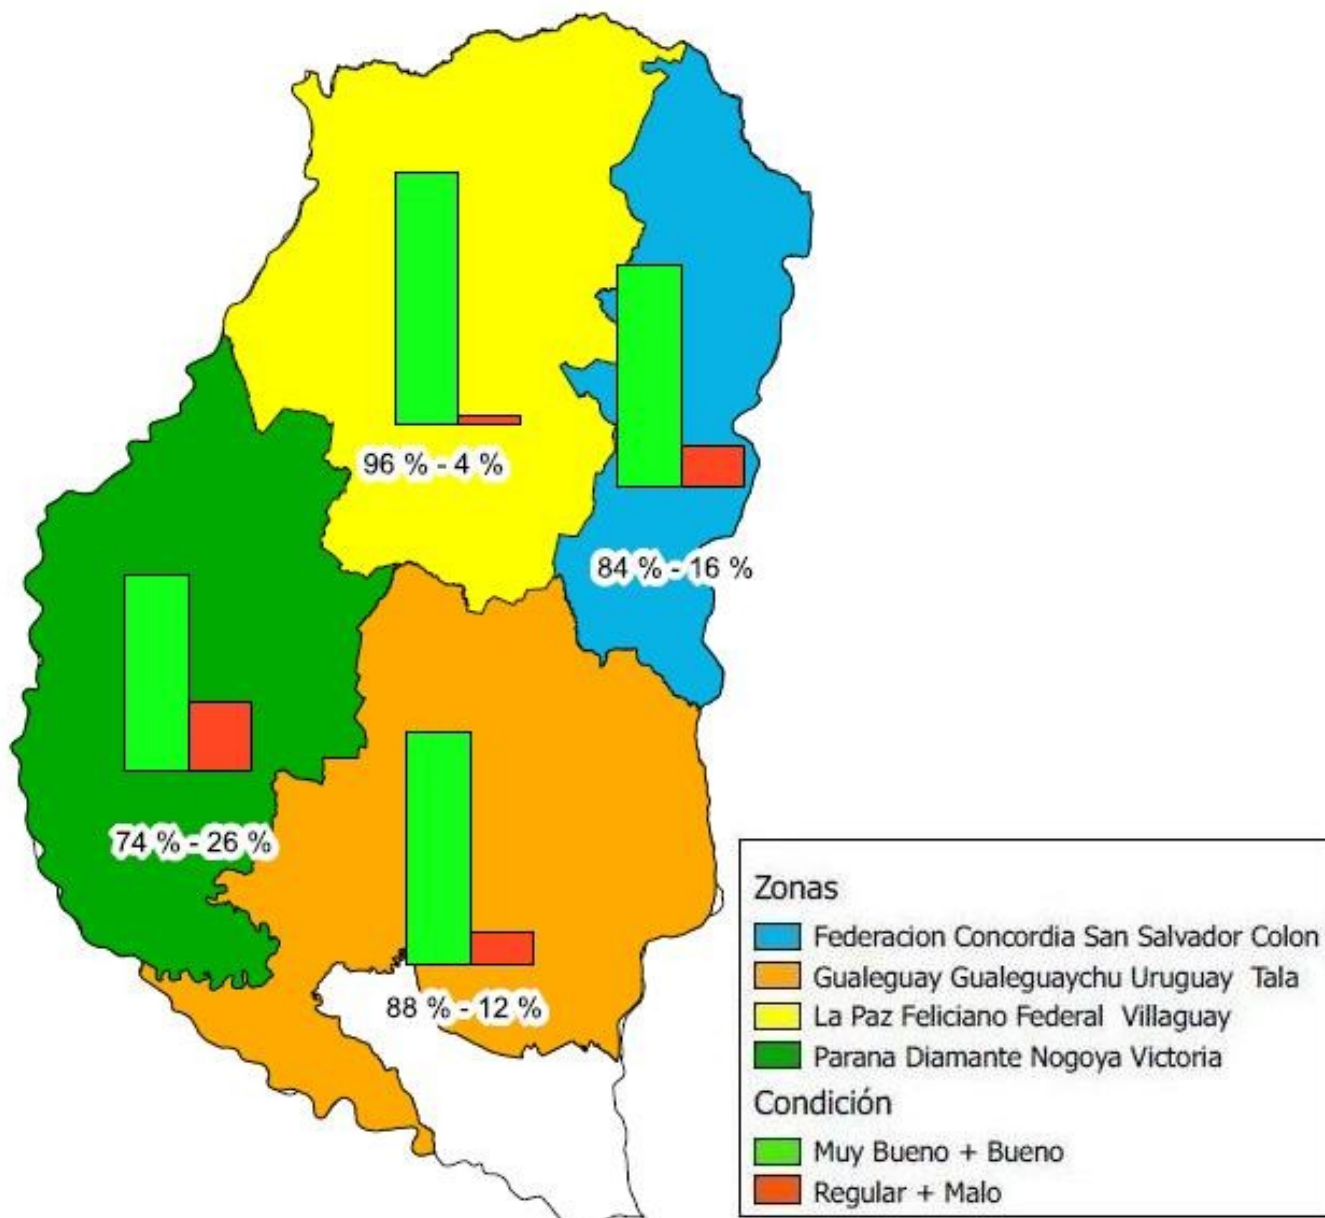 96 % - 4 %
84 % - 16 %
74 % - 26 %
88 % - 12 %
Zonas
Federacion Concordia San Salvador Colon
Gualeguay Gualeguaychu Uruguay Tala
La Paz Feliciano Federal Villaguay
Parana Diamante Nogoya Victoria
Condición
Muy Bueno + Bueno
Regular + Malo